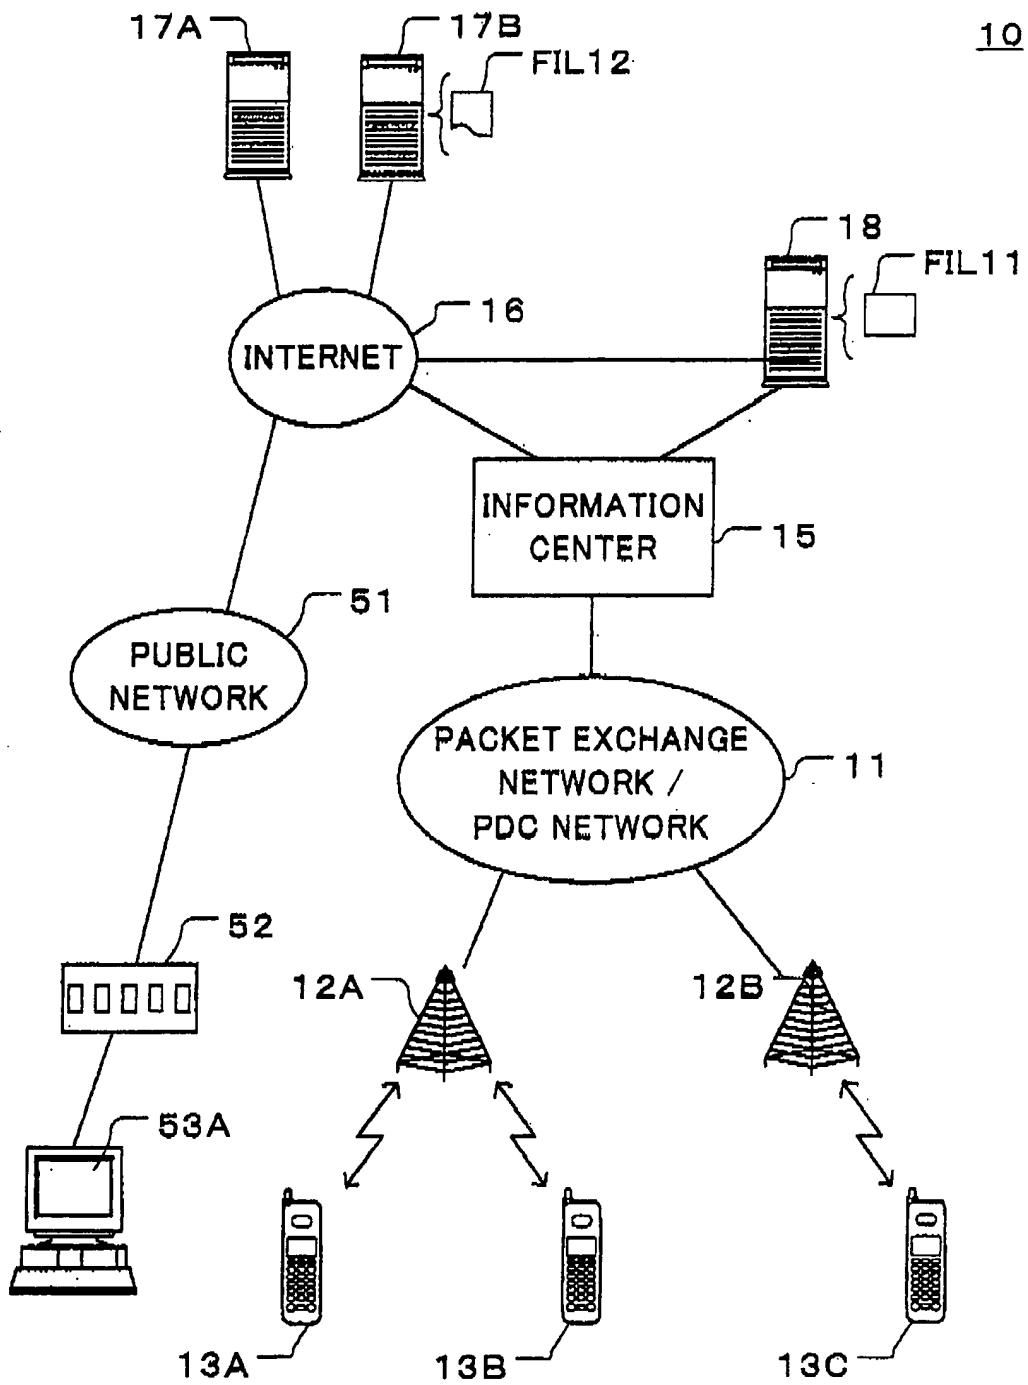 17A
17B
10
FIL12
18
FIL11
16
INTERNET
INFORMATION
CENTER
15
51
PUBLIC
NETWORK
PACKET EXCHANGE
NETWORK /
PDC NETWORK
11
52
12A
12B
53A
13A
13B
13C